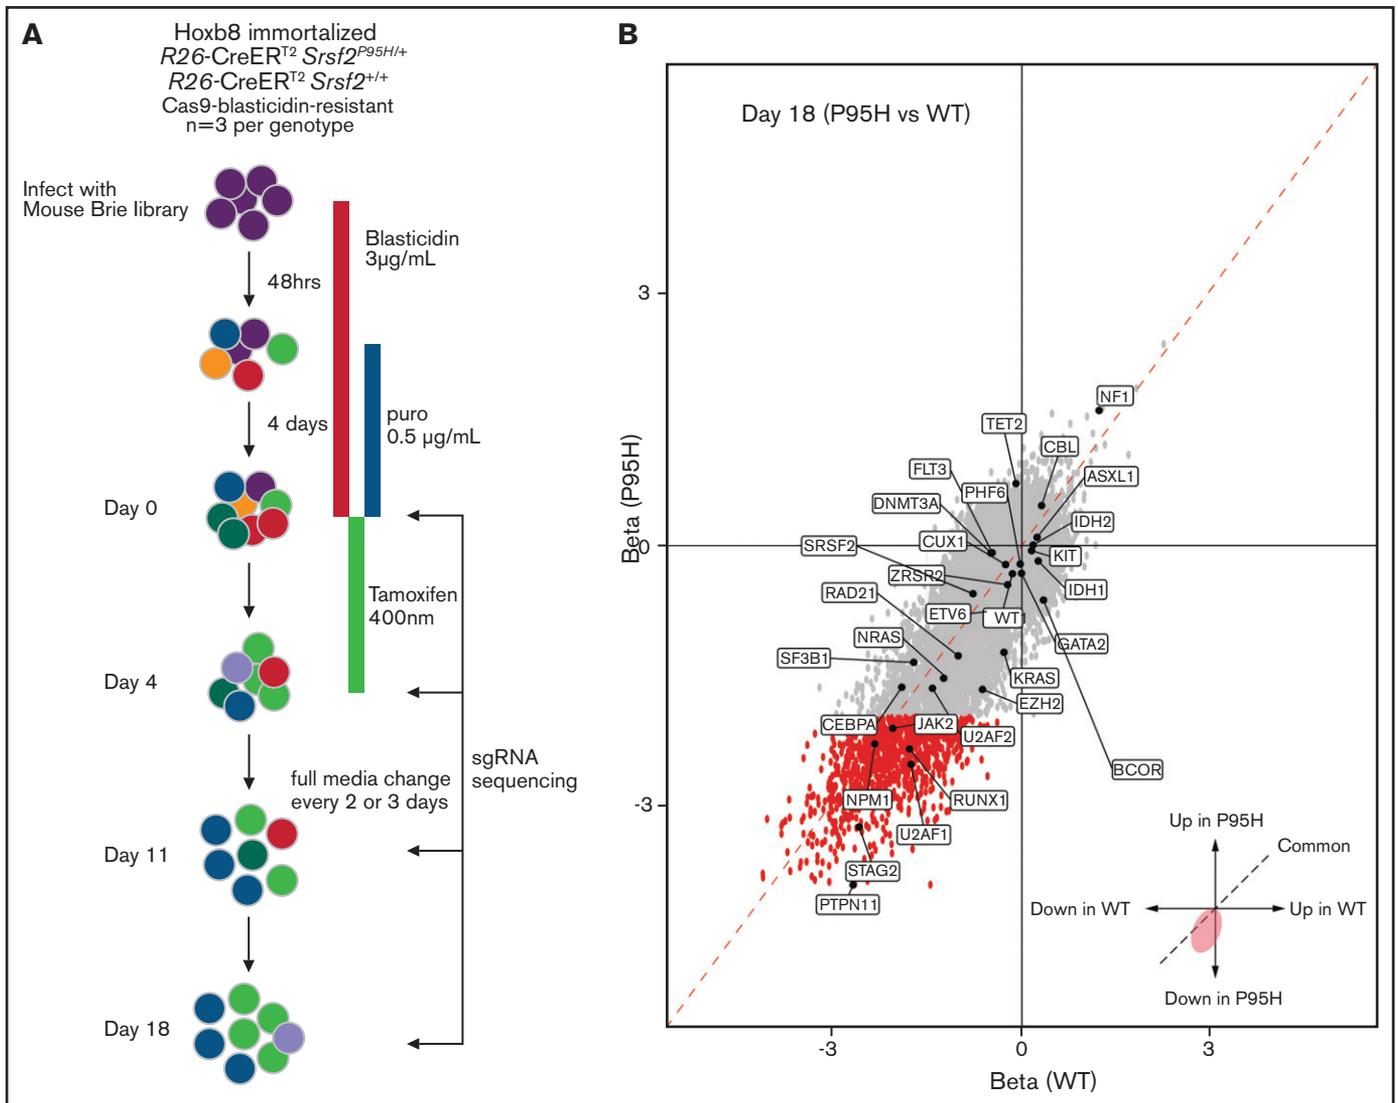 A
Hoxb8 immortalized
R26-CreERT2 Srsf2P95H/+
R26-CreERT2 Srsf2+/+
Cas9-blasticidin-resistant
n=3 per genotype
Infect with
Mouse Brie library
Blasticidin
3µg/mL
48hrs
4 days
puro
0.5 µg/mL
Day 0
Tamoxifen
400nm
Day 4
full media change
every 2 or 3 days
sgRNA
sequencing
Day 11
Day 18
B
Day 18 (P95H vs WT)
3
0
-3
Beta (P95H)
NF1
TET2
CBL
FLT3
ASXL1
PHF6
DNMT3A
IDH2
CUX1
SRSF2
KIT
ZRSR2
RAD21
IDH1
ETV6
WT1
NRAS
GATA2
SF3B1
KRAS
EZH2
CEBPA
JAK2
U2AF2
BCOR
NPM1
RUNX1
U2AF1
STAG2
PTPN11
Up in P95H
Common
Down in WT
Up in WT
Down in P95H
-3
0
3
Beta (WT)